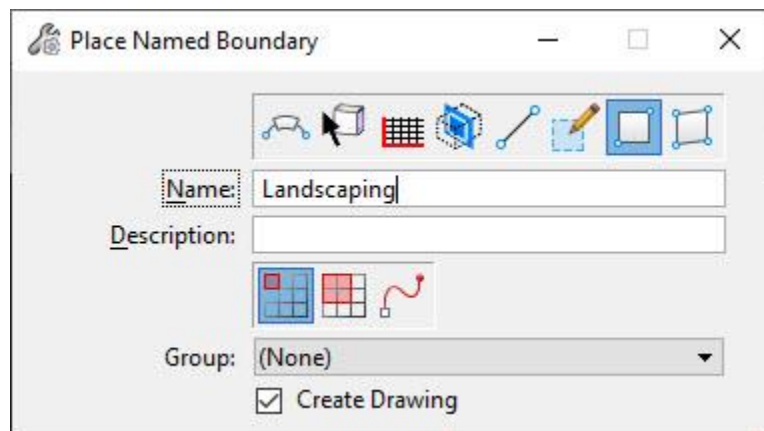 Place Named Boundary
Name: Landscaping
Description:
Group: (None)
Create Drawing